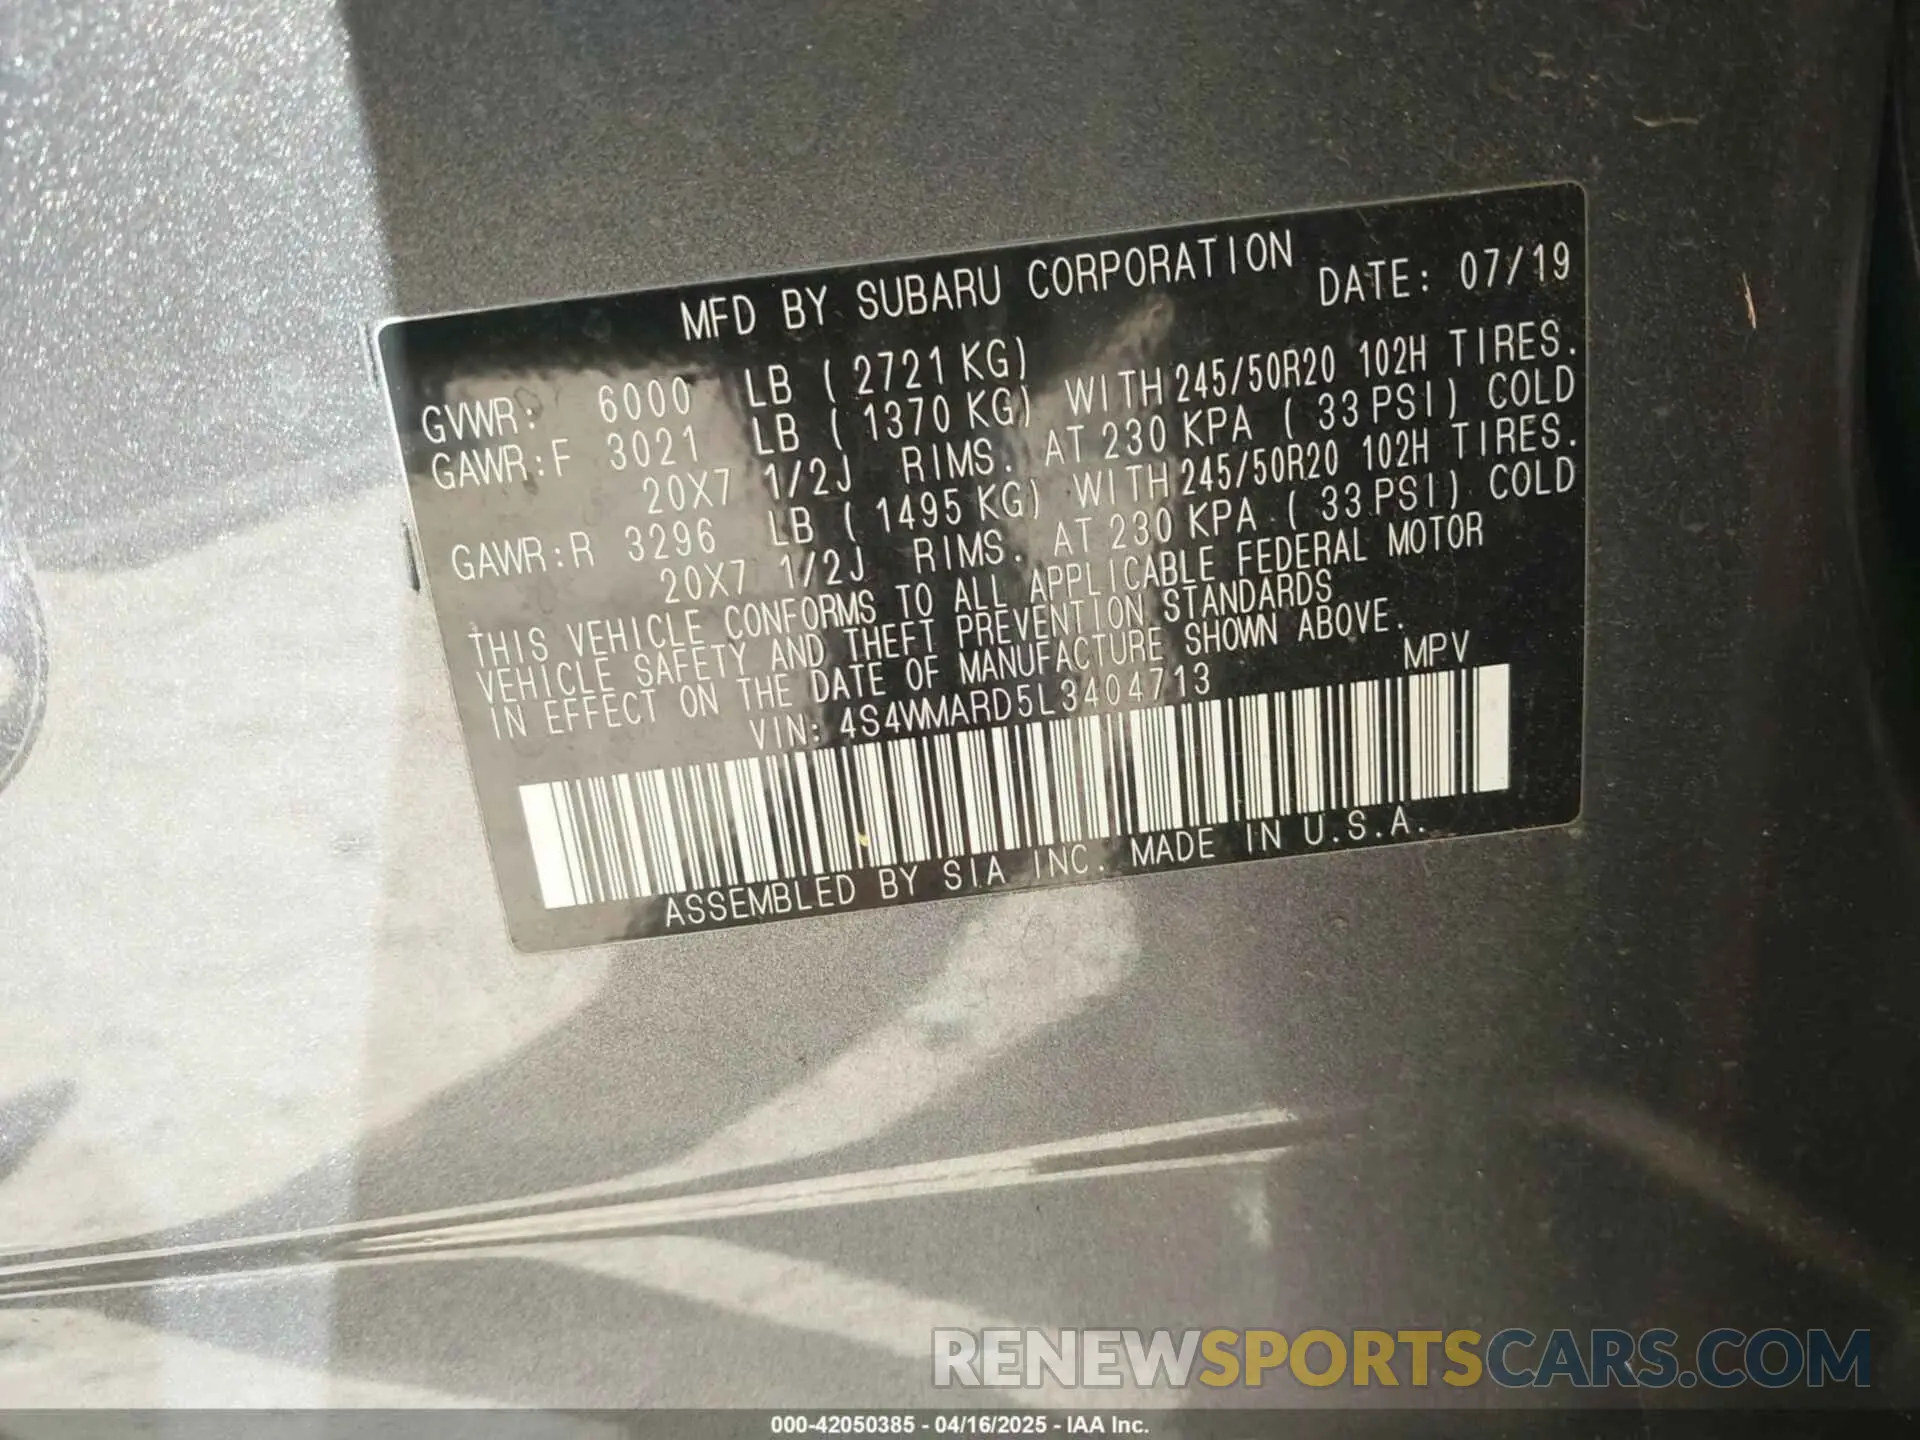 MFD BY SUBARU CORPORATION DATE: 07/19
GVWR: 6000 LB ( 2721 KG)
GAWR:F 3021 LB ( 1370 KG) WITH 245/50R20 102H TIRES.
20X7 1/2J RIMS. AT 230 KPA ( 33 PSI) COLD
GAWR:R 3296 LB ( 1495 KG) WITH 245/50R20 102H TIRES.
20X7 1/2J RIMS. AT 230 KPA ( 33 PSI) COLD
THIS VEHICLE CONFORMS TO ALL APPLICABLE FEDERAL MOTOR
VEHICLE SAFETY AND THEFT PREVENTION STANDARDS
IN EFFECT ON THE DATE OF MANUFACTURE SHOWN ABOVE.
VIN: 4S4WMARD5L3404713 MPV
ASSEMBLED BY SIA INC. MADE IN U.S.A.
RENEWSPORTSCARS.COM
000-42050385 - 04/16/2025 - IAA Inc.